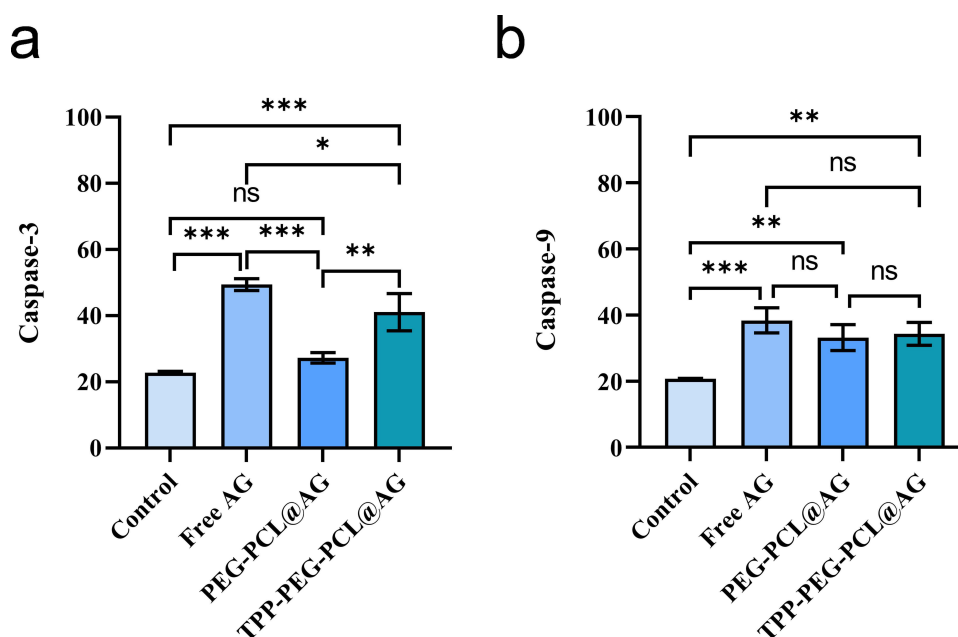 a
Caspase-3
100
80
60
40
20
0
***
*
ns
***
***
**
Control
Free AG
PEG-PCL@AG
TPP-PEG-PCL@AG
b
Caspase-9
100
80
60
40
20
0
**
ns
**
***
ns
ns
Control
Free AG
PEG-PCL@AG
TPP-PEG-PCL@AG